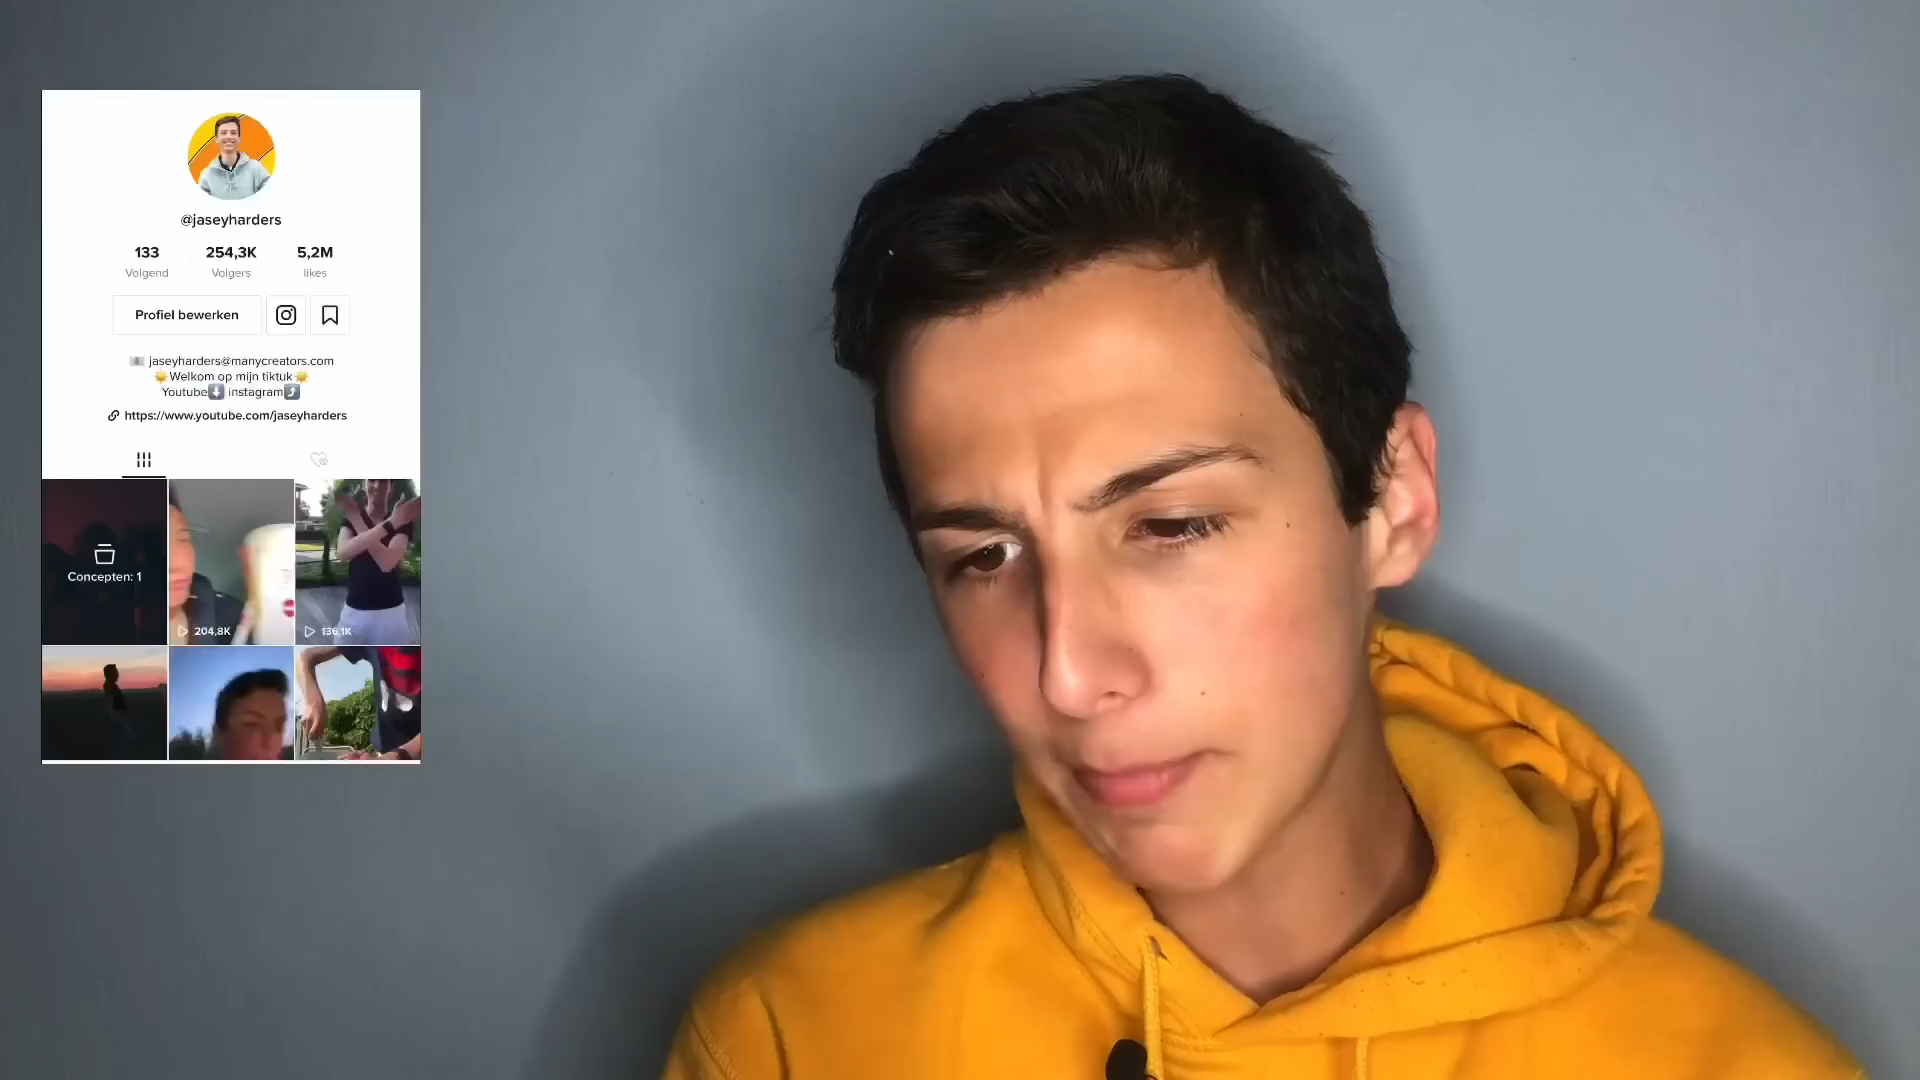 @jaseyharders
133 254,3K 5,2M
Volgend Volgers likes
Profiel bewerken
jaseyharders@manycreators.com
Welkom op mijn tiktuk
Youtube instagram
https://www.youtube.com/jaseyharders
Concepten: 1
204,8K 136,1K